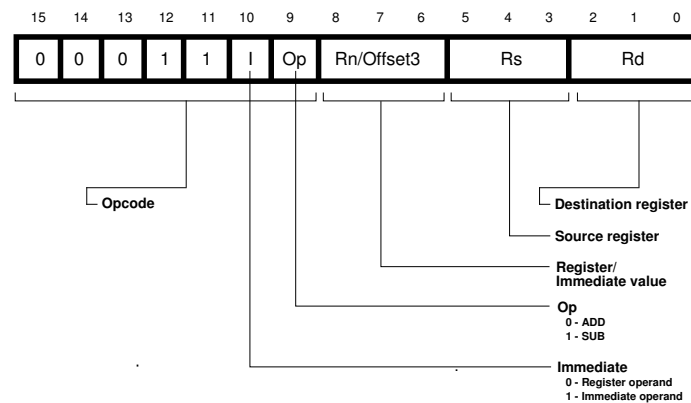 15 14 13 12 11 10 9 8 7 6 5 4 3 2 1 0
0 0 0 1 1 I Op Rn/Offset3 Rs Rd
Opcode
Destination register
Source register
Register/
Immediate value
Op
0 - ADD
1 - SUB
Immediate
0 - Register operand
1 - Immediate operand